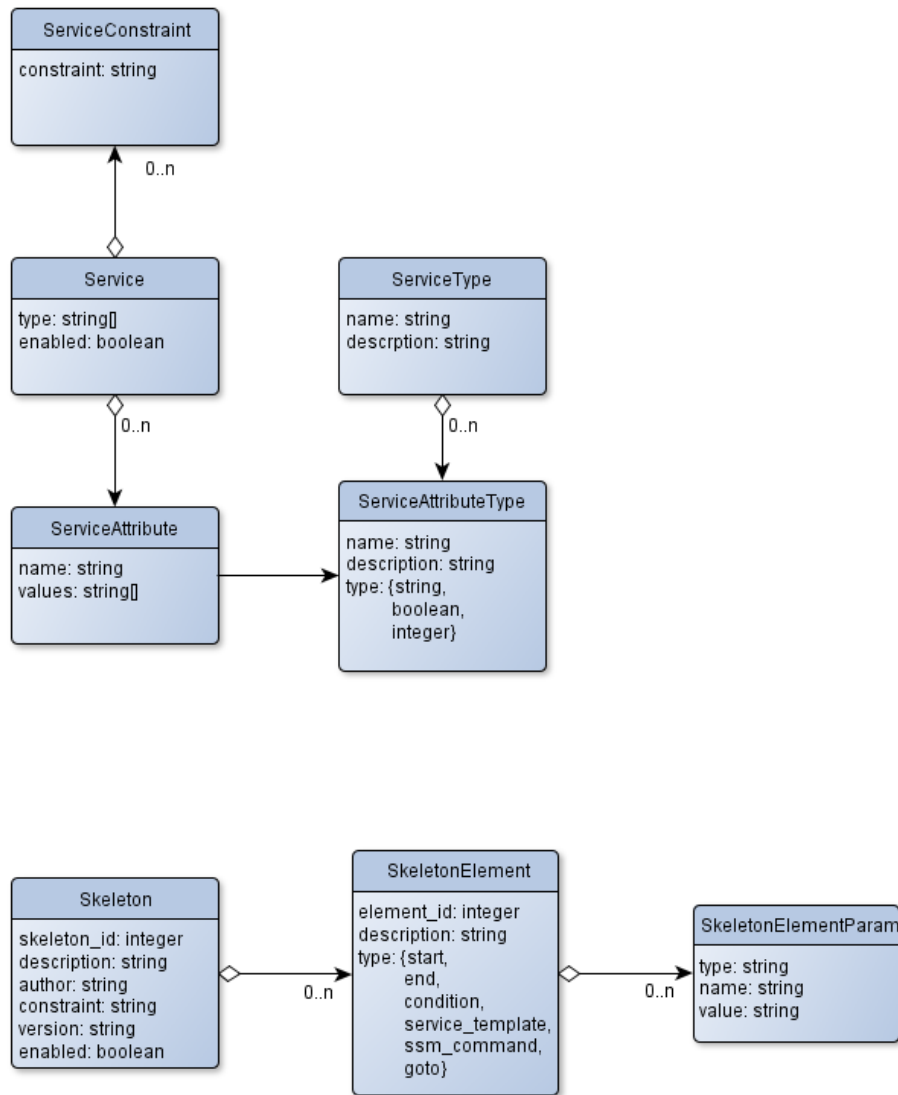 ServiceConstraint
constraint: string
0..n
Service
type: string[]
enabled: boolean
0..n
ServiceType
name: string
descrption: string
0..n
ServiceAttribute
name: string
values: string[]
ServiceAttributeType
name: string
description: string
type: {string,
boolean,
integer}
Skeleton
skeleton_id: integer
description: string
author: string
constraint: string
version: string
enabled: boolean
0..n
SkeletonElement
element_id: integer
description: string
type: {start,
end,
condition,
service_template,
ssm_command,
goto}
0..n
SkeletonElementParam
type: string
name: string
value: string